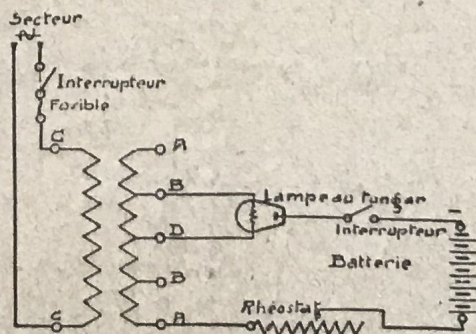 Secteur
Interrupteur
Fusible
C
A
B
Lampe au tungar
D
Interrupteur
−
Batterie
B
Rhéostat
C
A